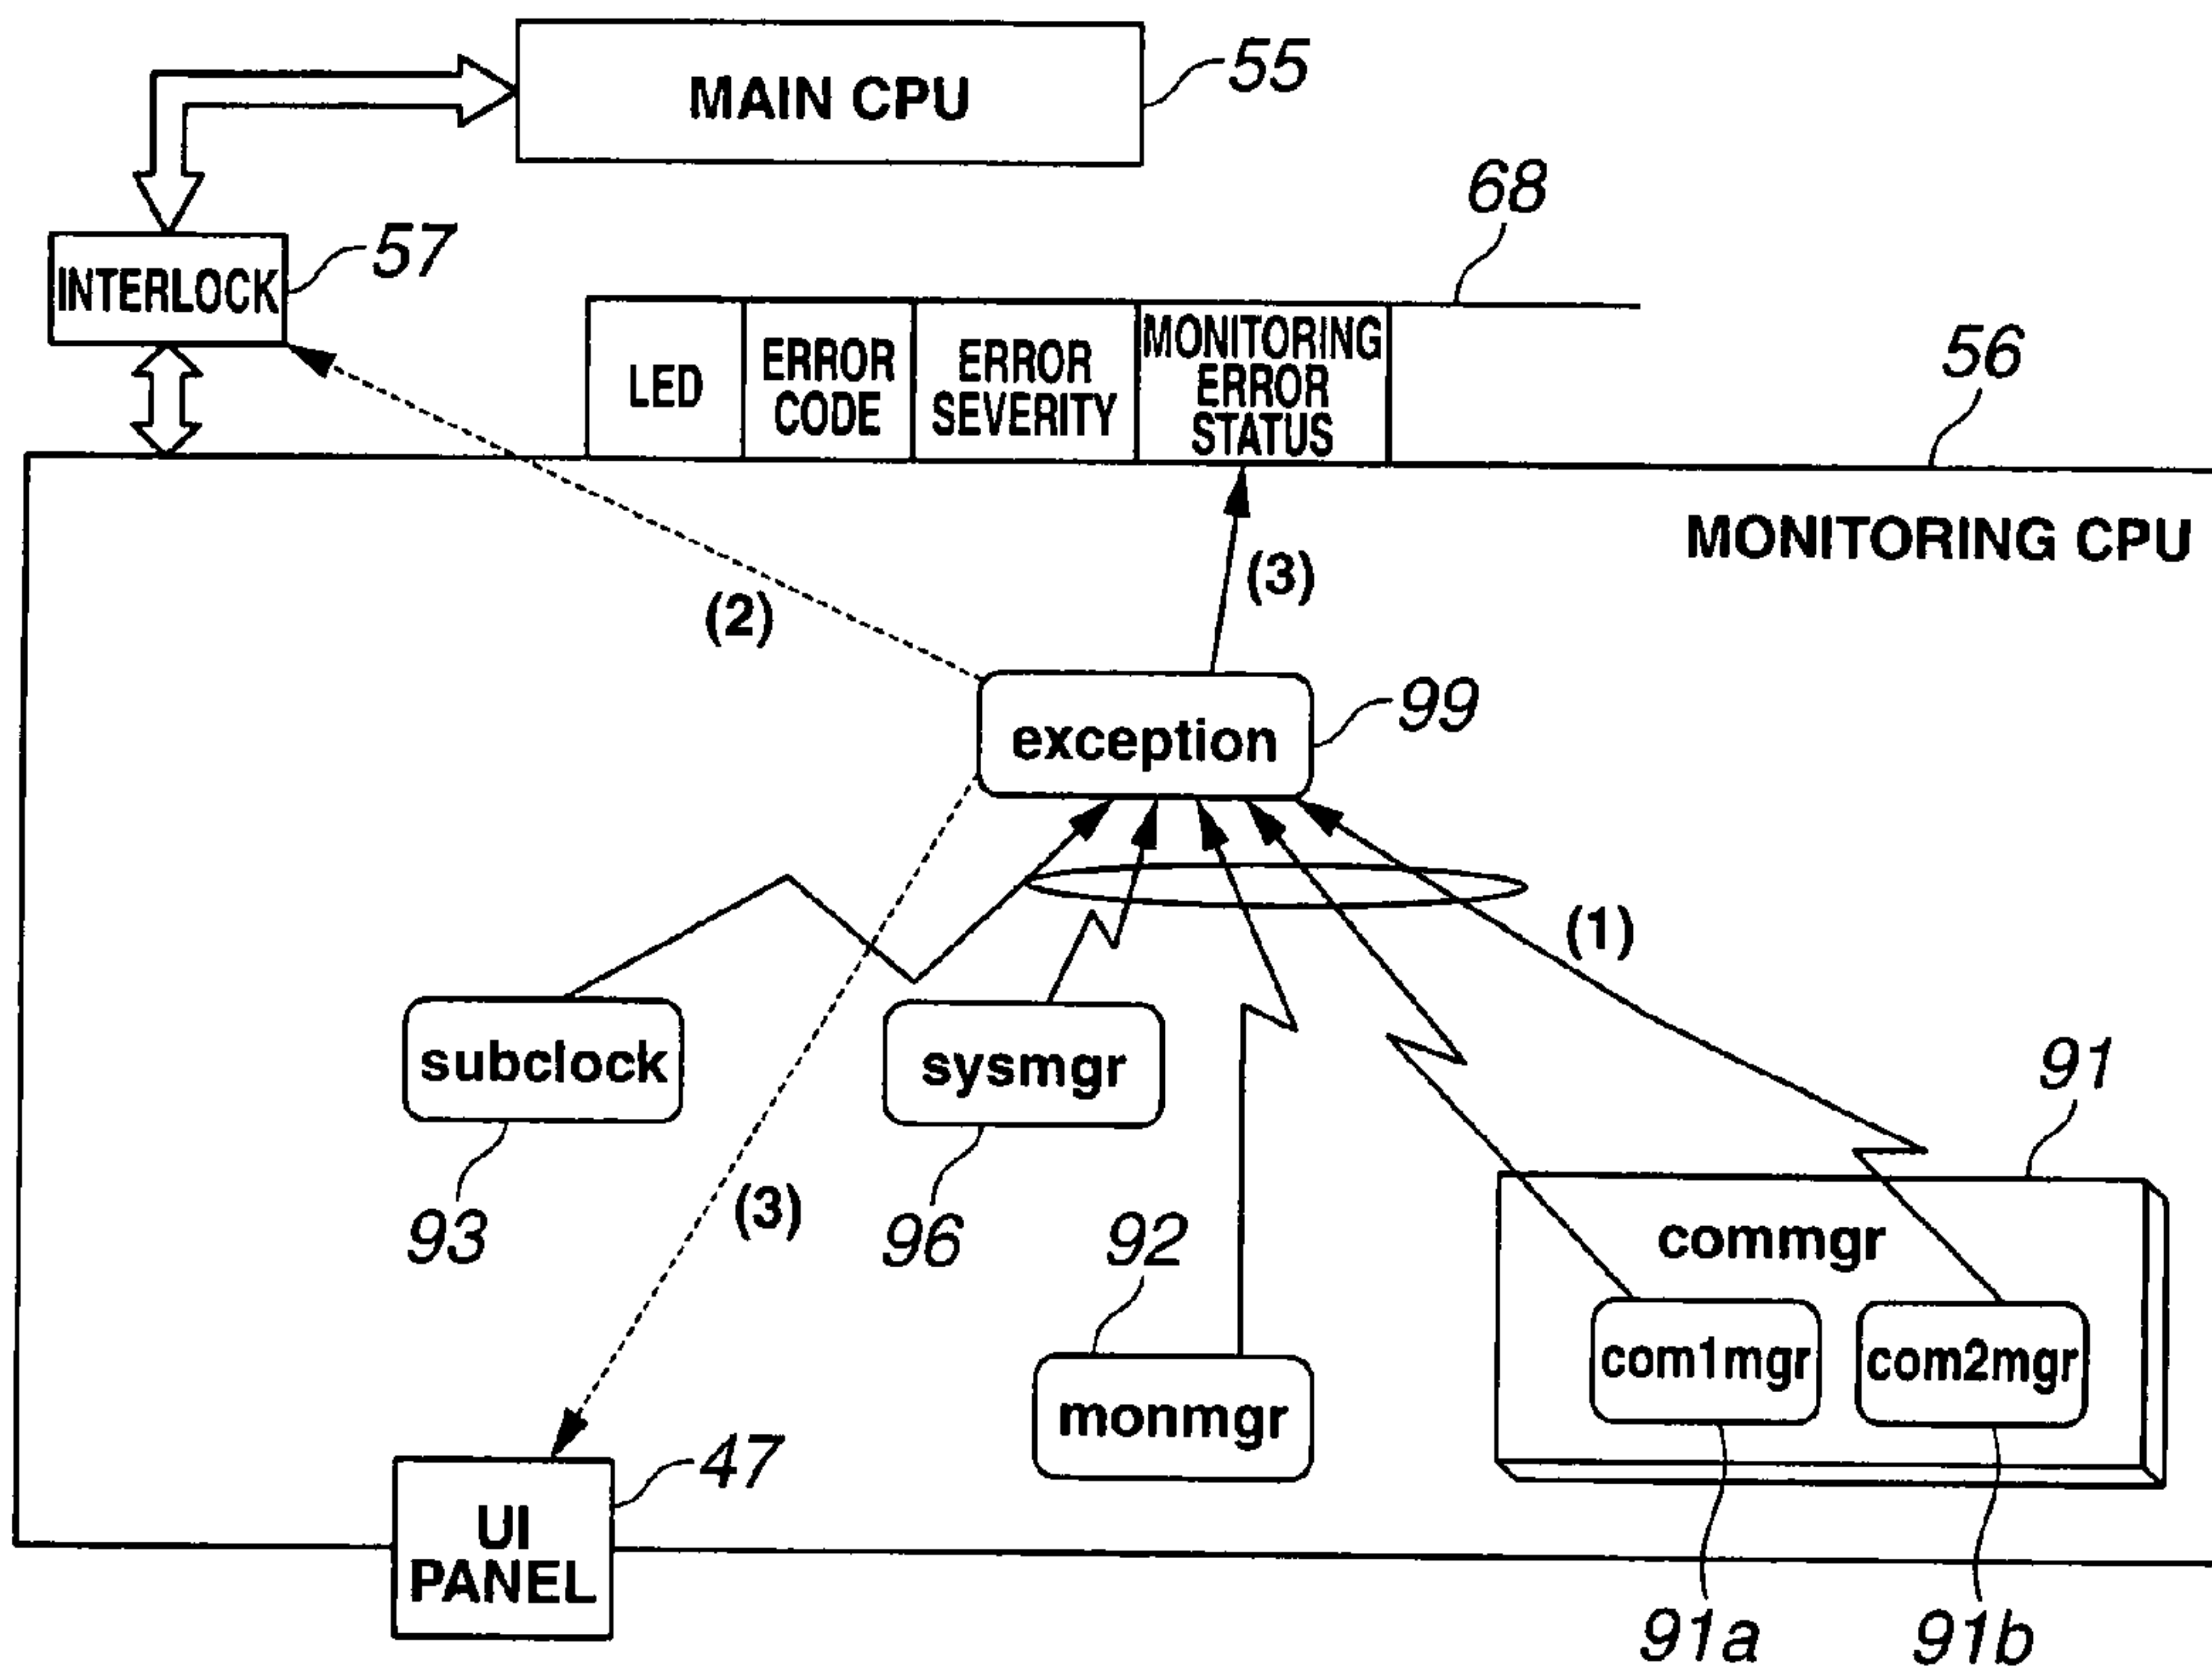 MAIN CPU
55
68
INTERLOCK
57
56
LED
ERROR
CODE
ERROR
SEVERITY
MONITORING
ERROR
STATUS
MONITORING CPU
(2)
(3)
exception
99
(1)
subclock
93
sysmgr
96
(3)
92
monmgr
91
commgr
com1mgr
com2mgr
47
UI
PANEL
91a
91b